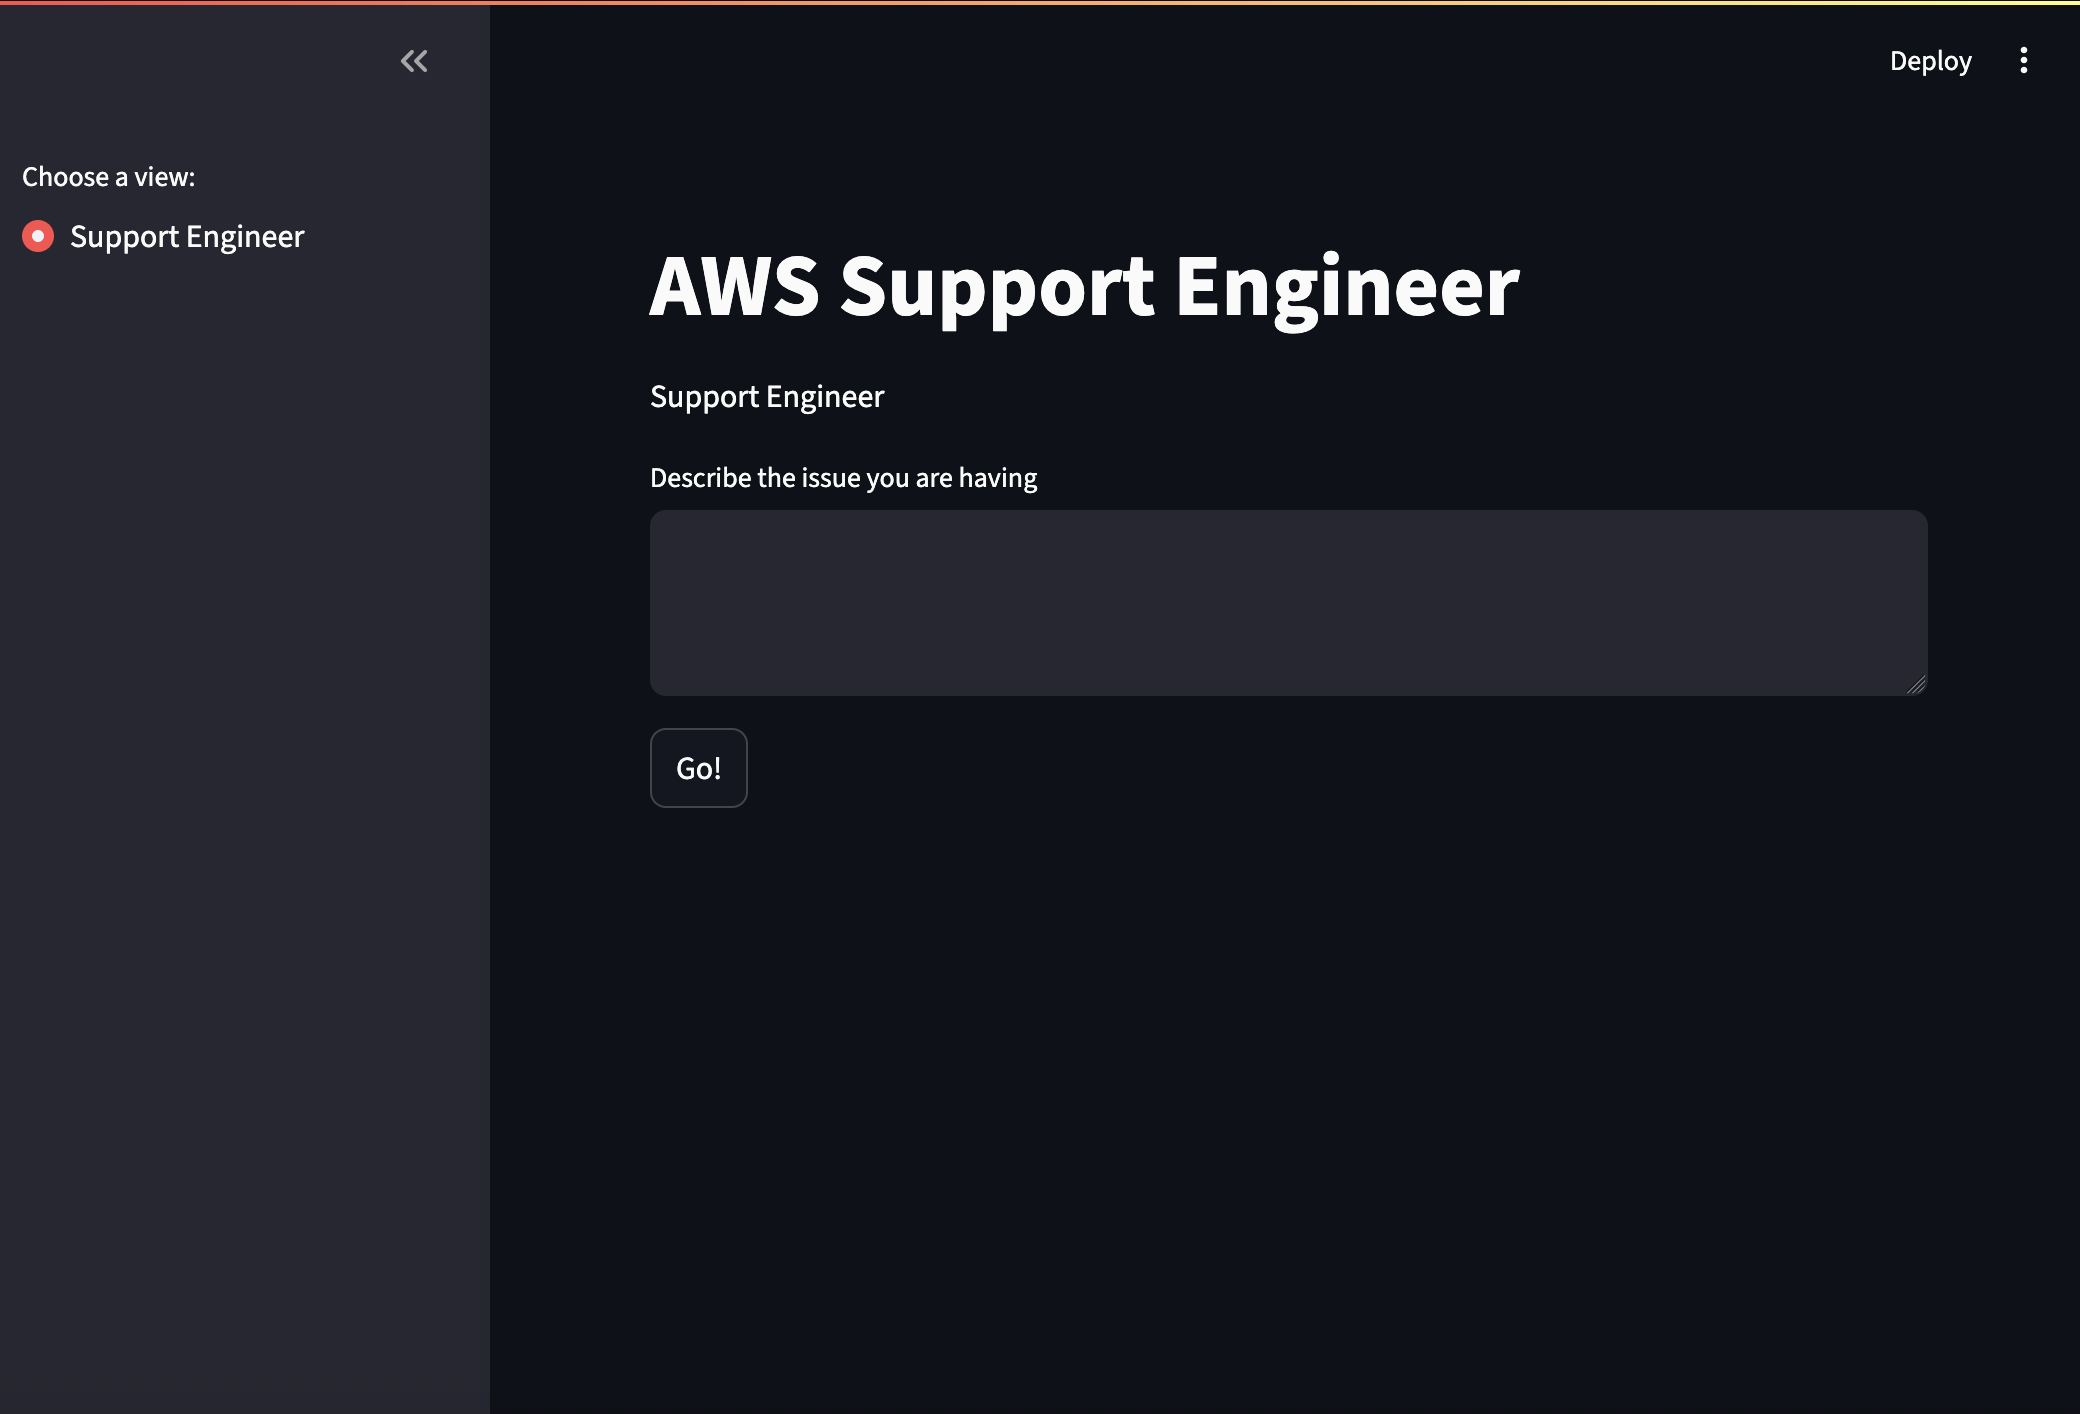 Deploy
Choose a view:
Support Engineer
AWS Support Engineer
Support Engineer
Describe the issue you are having
Go!